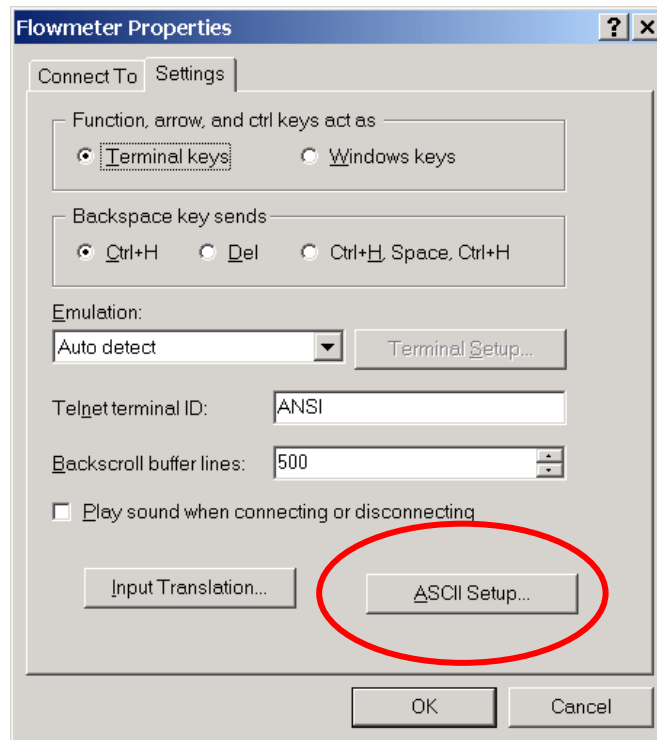 Flowmeter Properties
Connect To Settings
Function, arrow, and ctrl keys act as
Terminal keys Windows keys
Backspace key sends
Ctrl+H Del Ctrl+H, Space, Ctrl+H
Emulation:
Auto detect Terminal Setup...
Telnet terminal ID: ANSI
Backscroll buffer lines: 500
Play sound when connecting or disconnecting
Input Translation... ASCII Setup...
OK Cancel